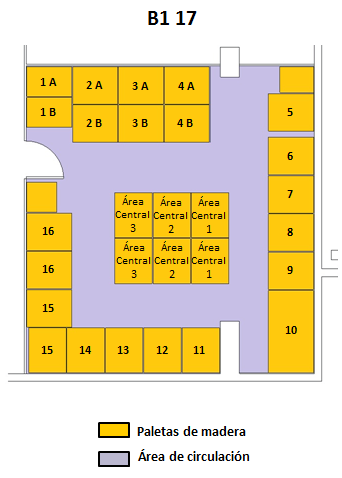 B1 17
1 A
2 A
3 A
4 A
1 B
2 B
3 B
4 B
5
6
7
8
9
10
Área
Central
3
Área
Central
2
Área
Central
1
Área
Central
3
Área
Central
2
Área
Central
1
16
16
15
15
14
13
12
11
Paletas de madera
Área de circulación